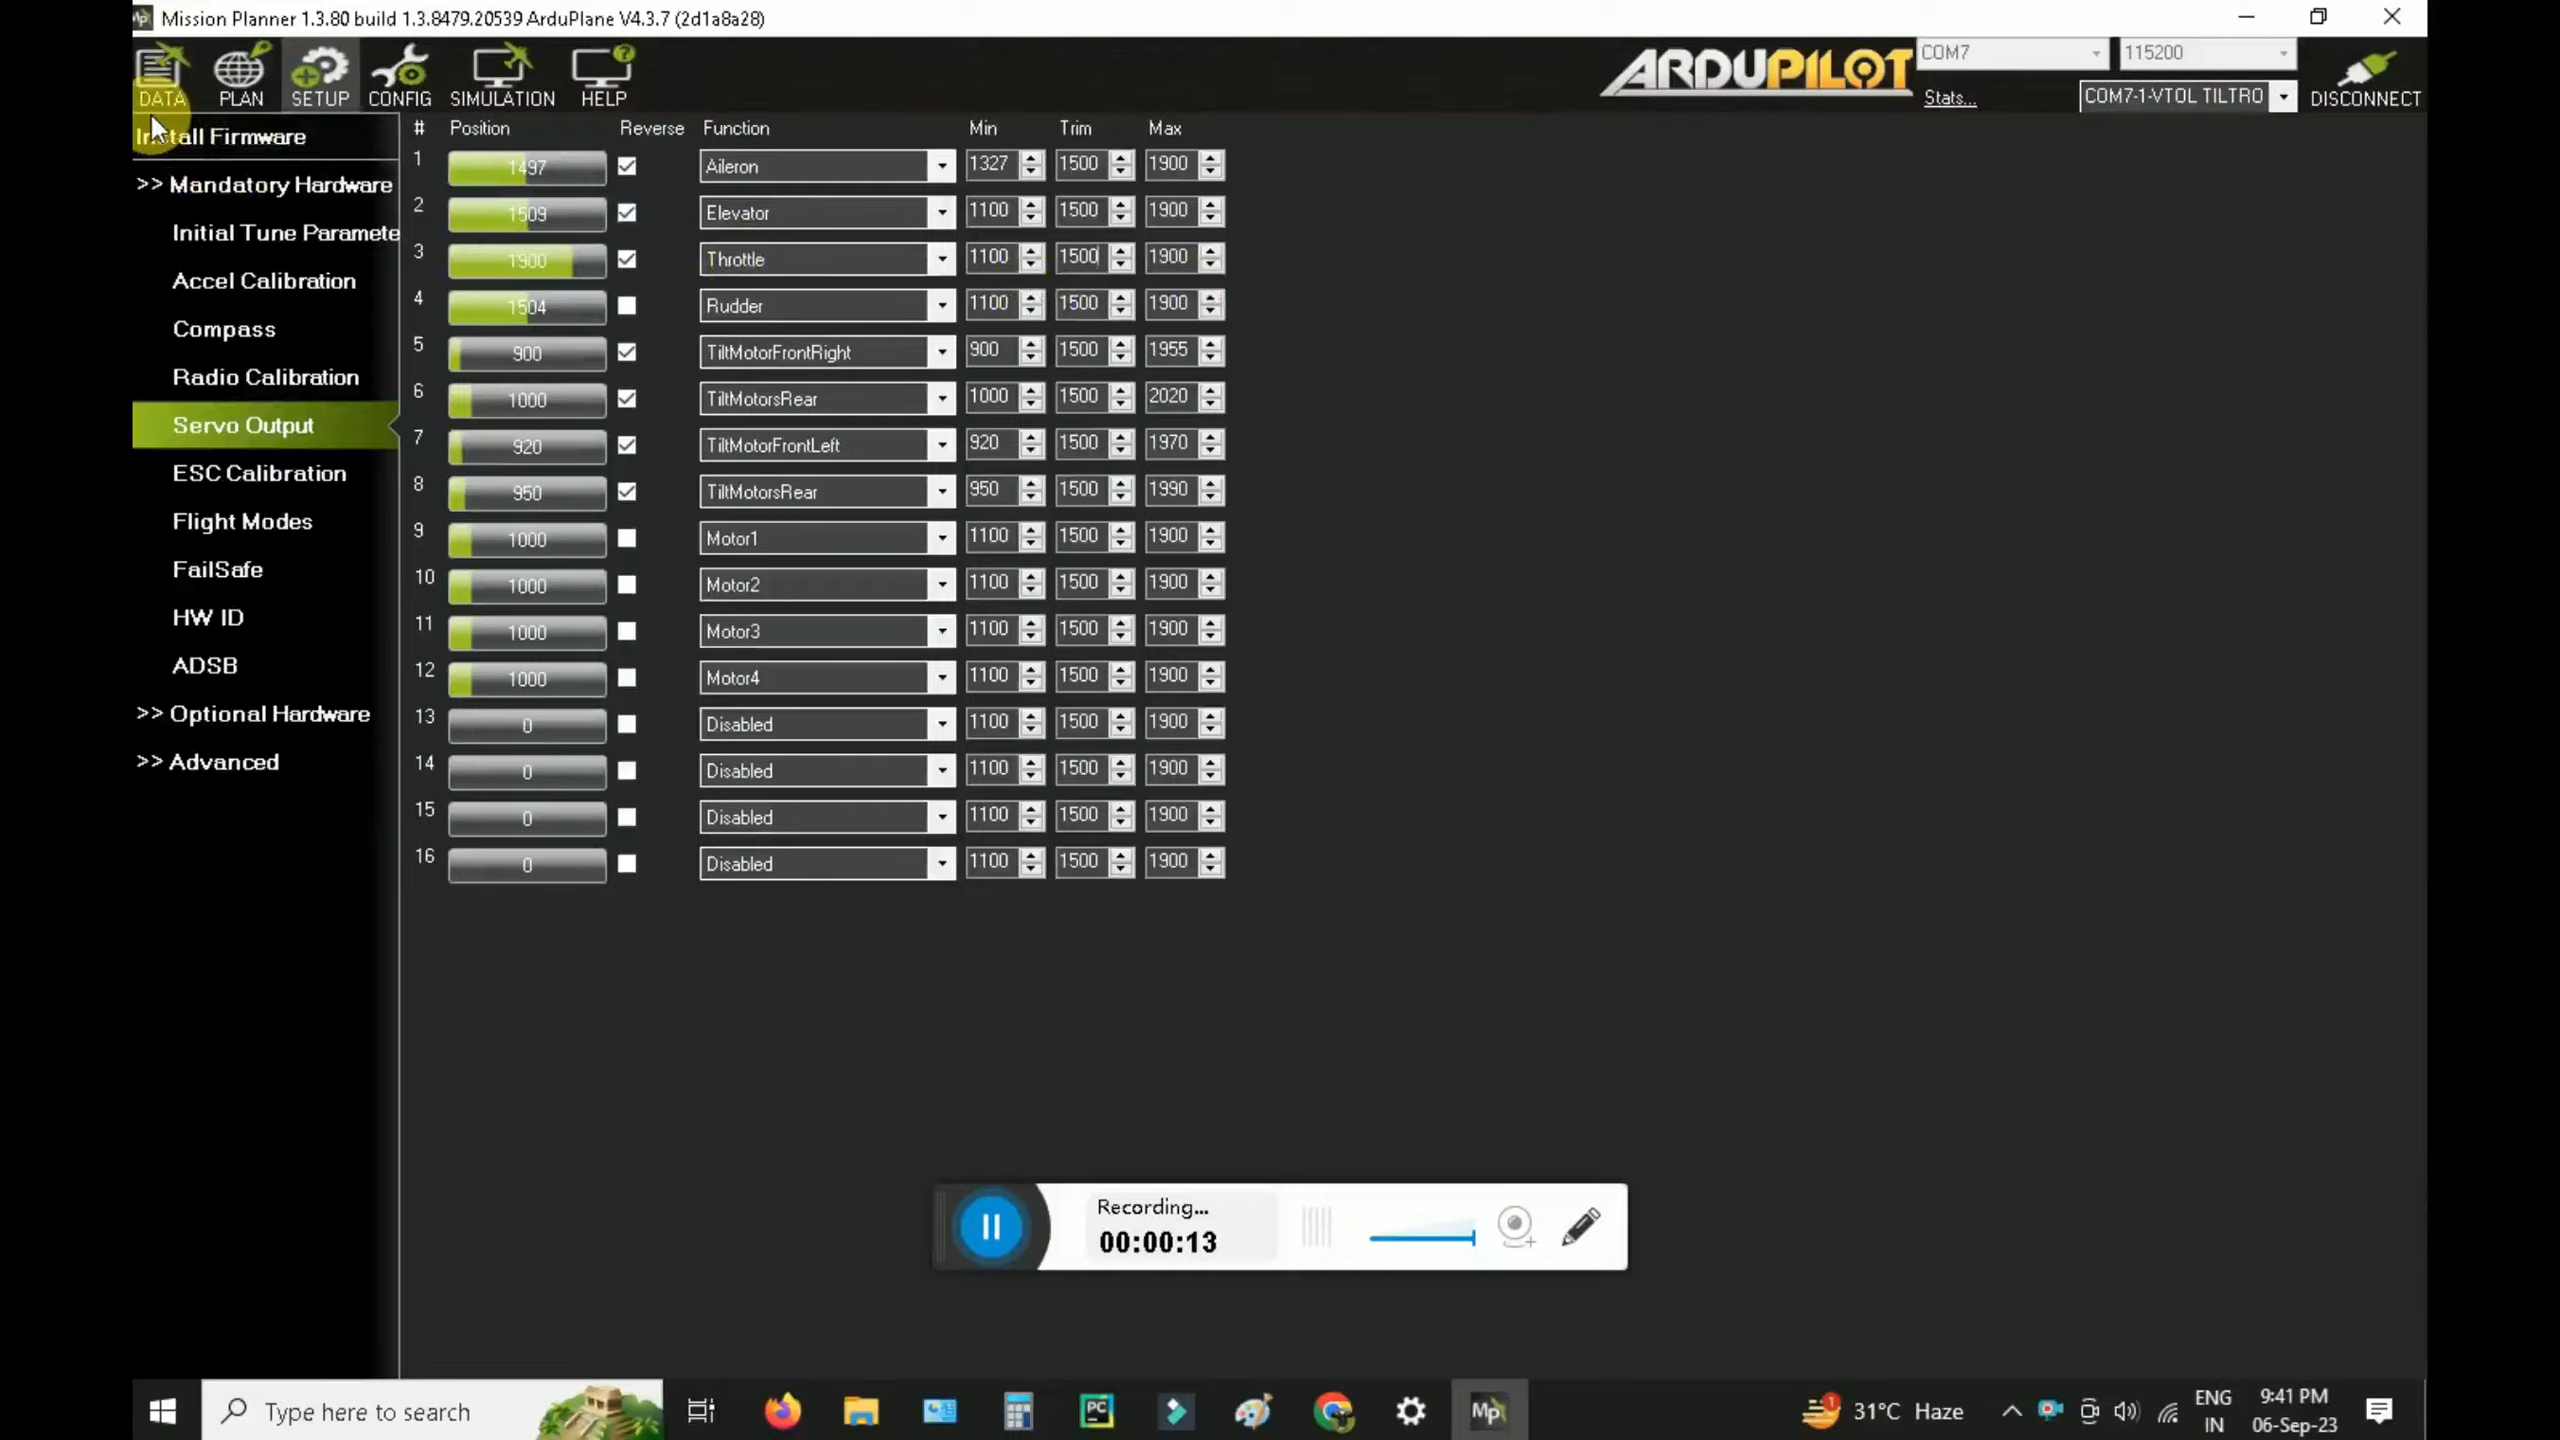 Mission Planner 1.3.80 build 1.3.8479.20539 ArduPlane V4.3.7 (2d1a8a28)
DATA PLAN SETUP CONFIG SIMULATION HELP
ARDUPILOT
COM7 115200
Stats... COM7-1-VTOL TILTRO DISCONNECT
Install Firmware
>> Mandatory Hardware
Initial Tune Paramete
Accel Calibration
Compass
Radio Calibration
Servo Output
ESC Calibration
Flight Modes
FailSafe
HW ID
ADSB
>> Optional Hardware
>> Advanced
# Position Reverse Function Min Trim Max
1 1497 Aileron 1327 1500 1900
2 1509 Elevator 1100 1500 1900
3 1900 Throttle 1100 1500 1900
4 1504 Rudder 1100 1500 1900
5 900 TiltMotorFrontRight 900 1500 1955
6 1000 TiltMotorsRear 1000 1500 2020
7 920 TiltMotorFrontLeft 920 1500 1970
8 950 TiltMotorsRear 950 1500 1990
9 1000 Motor1 1100 1500 1900
10 1000 Motor2 1100 1500 1900
11 1000 Motor3 1100 1500 1900
12 1000 Motor4 1100 1500 1900
13 0 Disabled 1100 1500 1900
14 0 Disabled 1100 1500 1900
15 0 Disabled 1100 1500 1900
16 0 Disabled 1100 1500 1900
Recording...
00:00:13
Type here to search
PC
Mp
1
31°C Haze
ENG
IN
9:41 PM
06-Sep-23